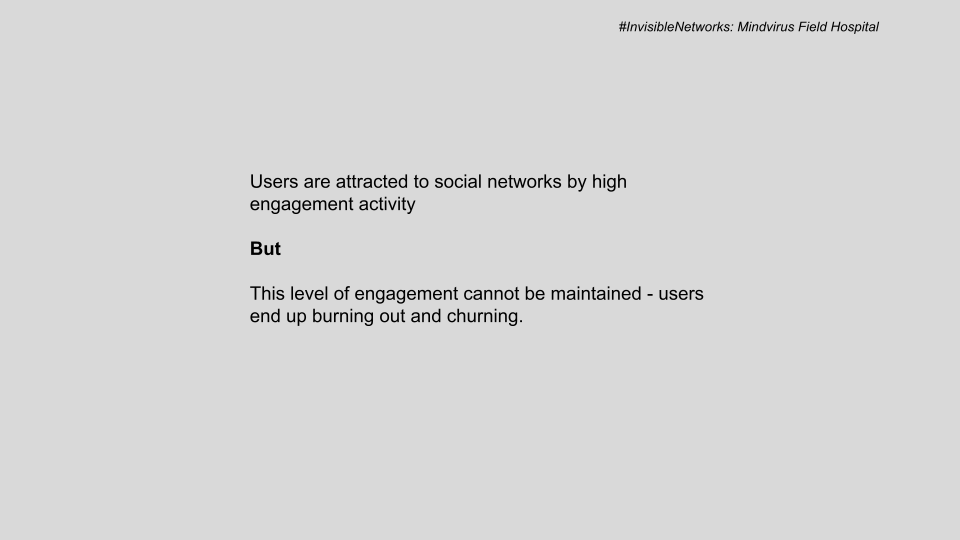 #InvisibleNetworks: Mindvirus Field Hospital
Users are attracted to social networks by high
engagement activity
But
This level of engagement cannot be maintained - users
end up burning out and churning.